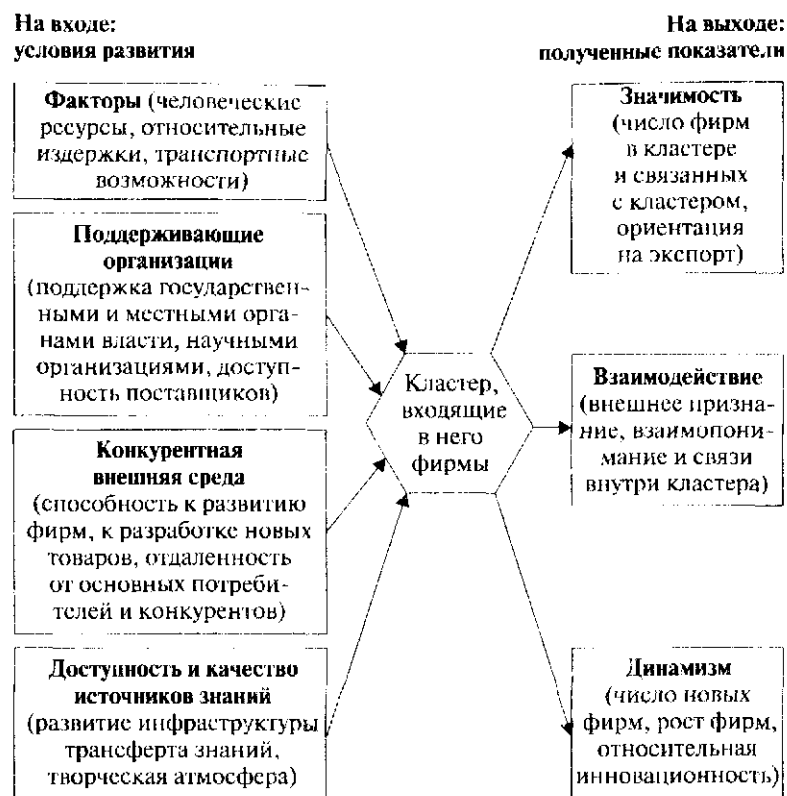 На входе:
условия развития
Факторы (человеческие
ресурсы, относительные
издержки, транспортные
возможности)
Поддерживающие
организации
(поддержка государствен-
ными и местными орга-
нами власти, научными
организациями, доступ-
ность поставщиков)
Конкурентная
внешняя среда
(способность к развитию
фирм, к разработке новых
товаров, отдаленность
от основных потреби-
телей и конкурентов)
Доступность и качество
источников знаний
(развитие инфраструктуры
трансферта знаний,
творческая атмосфера)
Кластер,
входящие
в него
фирмы
На выходе:
полученные показатели
Значимость
(число фирм
в кластере
и связанных
с кластером,
ориентация
на экспорт)
Взаимодействие
(внешнее призна-
ние, взаимопони-
мание и связи
внутри кластера)
Динамизм
(число новых
фирм, рост фирм,
относительная
инновационность)